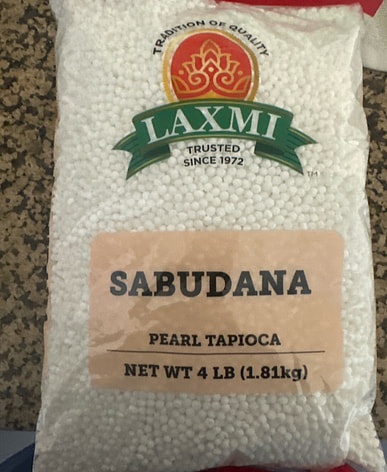 TRADITION OF QUALITY
LAXMI
TRUSTED
SINCE 1972
TM
SABUDANA
PEARL TAPIOCA
NET WT 4 LB (1.81kg)